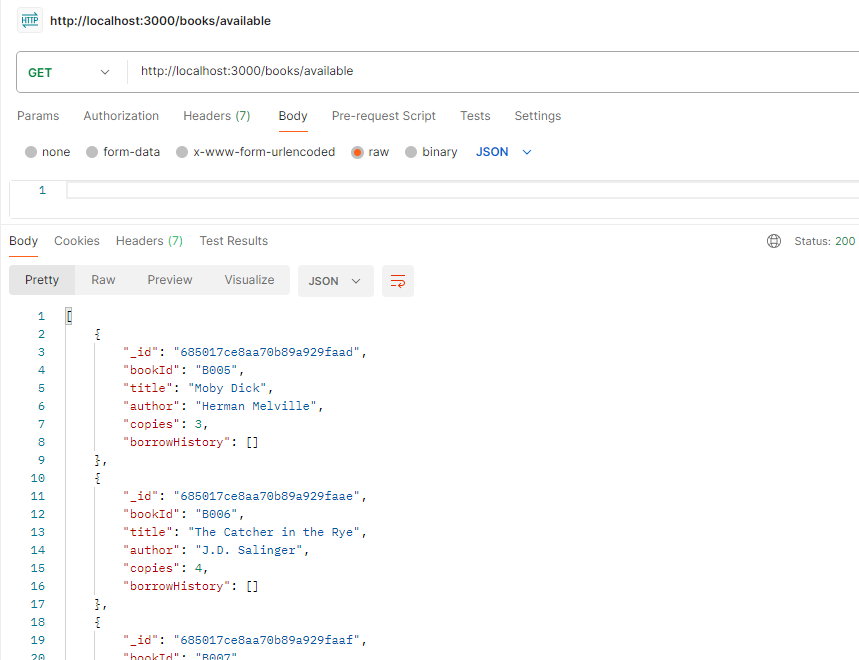 HTTP http://localhost:3000/books/available
GET http://localhost:3000/books/available
Params Authorization Headers (7) Body Pre-request Script Tests Settings
none form-data x-www-form-urlencoded raw binary JSON
1
Body Cookies Headers (7) Test Results Status: 200
Pretty Raw Preview Visualize JSON
1 [
2 {
3 "_id": "685017ce8aa70b89a929faad",
4 "bookId": "B005",
5 "title": "Moby Dick",
6 "author": "Herman Melville",
7 "copies": 3,
8 "borrowHistory": []
9 },
10 {
11 "_id": "685017ce8aa70b89a929faae",
12 "bookId": "B006",
13 "title": "The Catcher in the Rye",
14 "author": "J.D. Salinger",
15 "copies": 4,
16 "borrowHistory": []
17 },
18 {
19 "_id": "685017ce8aa70b89a929faaf",
20 "bookId": "B007"